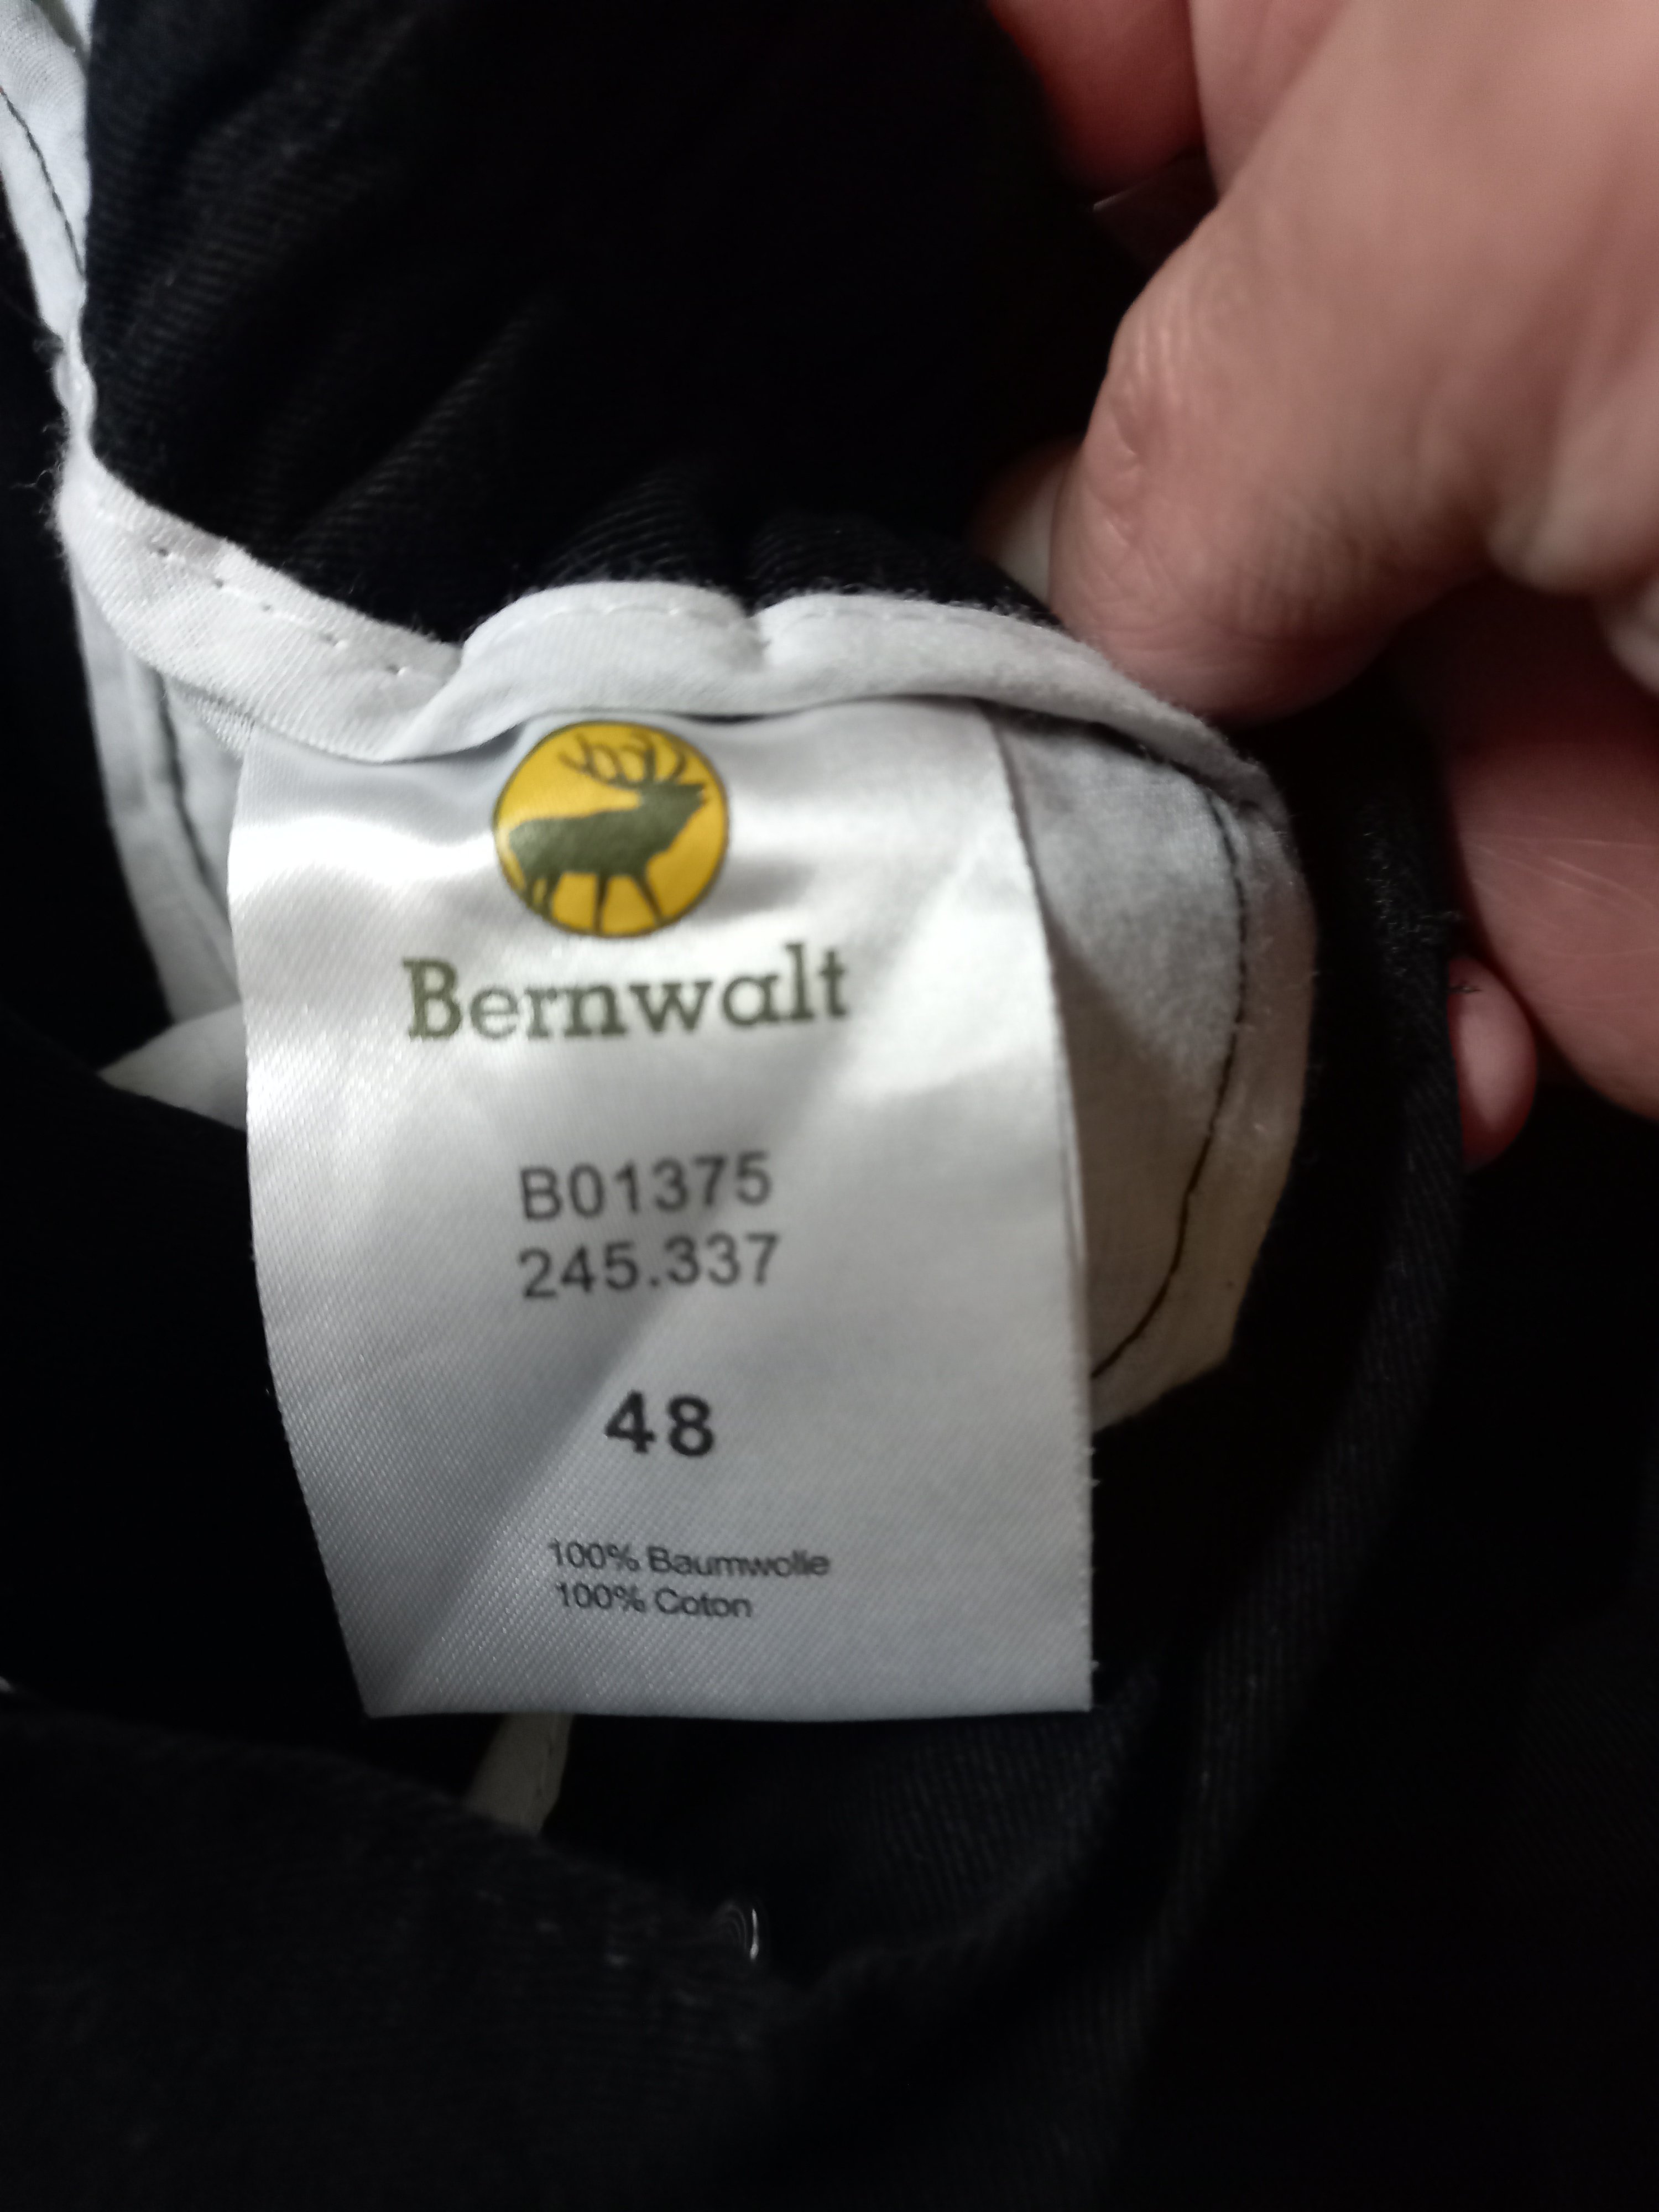 Bernwalt
B01375
245.337
48
100% Baumwolle
100% Coton